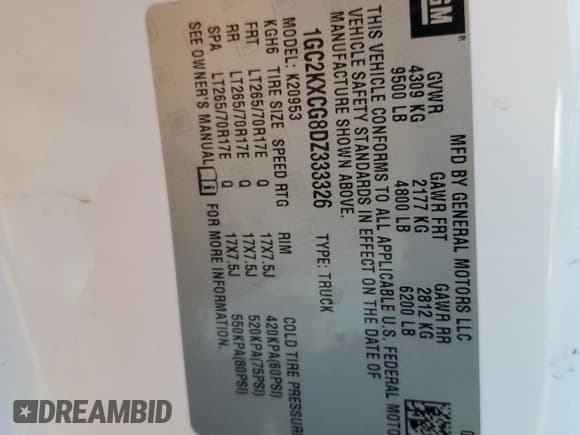 GM
MFD BY GENERAL MOTORS LLC
GVWR GAWR FRT GAWR RR
4309 KG 2177 KG 2812 KG
9500 LB 4800 LB 6200 LB
THIS VEHICLE CONFORMS TO ALL APPLICABLE U.S. FEDERAL MOTO
VEHICLE SAFETY STANDARDS IN EFFECT ON THE DATE OF
MANUFACTURE SHOWN ABOVE.
1GC2KXCG8DZ333326 TYPE: TRUCK
MODEL: K20953
KGH6 TIRE SIZE SPEED RTG RIM COLD TIRE PRESSUR
FRT LT265/70R17E Q 17X7.5J 420KPA(60PSI)
RR LT265/70R17E Q 17X7.5J 520KPA(75PSI)
SPA LT265/70R17E Q 17X7.5J 550KPA(80PSI)
SEE OWNER'S MANUAL i FOR MORE INFORMATION.
DREAMBID